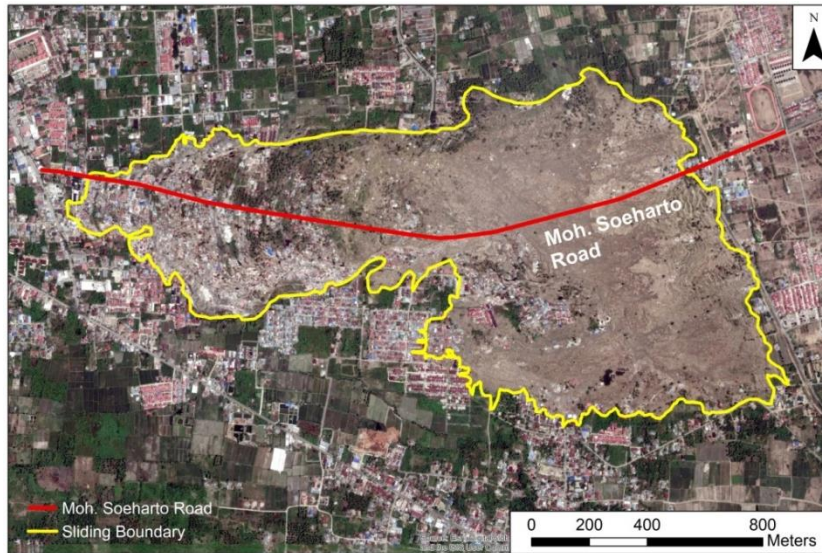 N
Moh. Soeharto
Road
Moh. Soeharto Road
Sliding Boundary
0 200 400 800
Meters